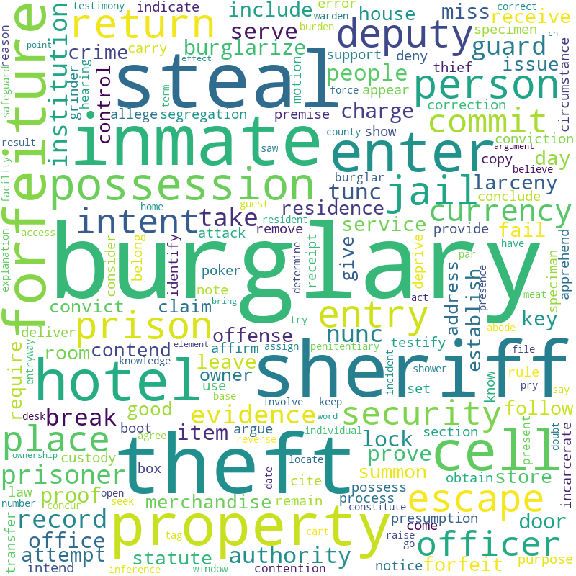 testimony indicate return include house miss receive
error correct warden burden
safeguard reason point cn
crime burglarize serve deputy guard specimen
institution grinder hearing carry motion support deny thief
steal people appear issue effect
forfeiture control allege segregation term force premise
charge correction person circumstance
inmate county show enter conviction argument
result saw copy believe commit day
possession burglar jail larceny conclude
facility home guest intent take tunc residence currency
access resident attack remove service provide fail
explanation burglary
consider belong identify poker note receipt determine give deprive par have meat apprehend
convict claim bring act presence
deliver require prison offense try entry nunc address establish key
entryway room contend affirm assign penitentiary testify abode file
element knowledge leave owner use base shower incident set know rule pry say
hotel sheriff
break good evidence security follow
desk boot item argue involve keep lock section present doubt incarcerate
place ownership agree word prove cell
custody box individual locate obtain
prisoner theft summon store
law proof open concur reverse date cite possess
number transfer record seek remain process constitute escape
property merchandise presumption door
office tag cart come notice forfeit
attempt statute authority raise go officer
intend inference window contention purpose